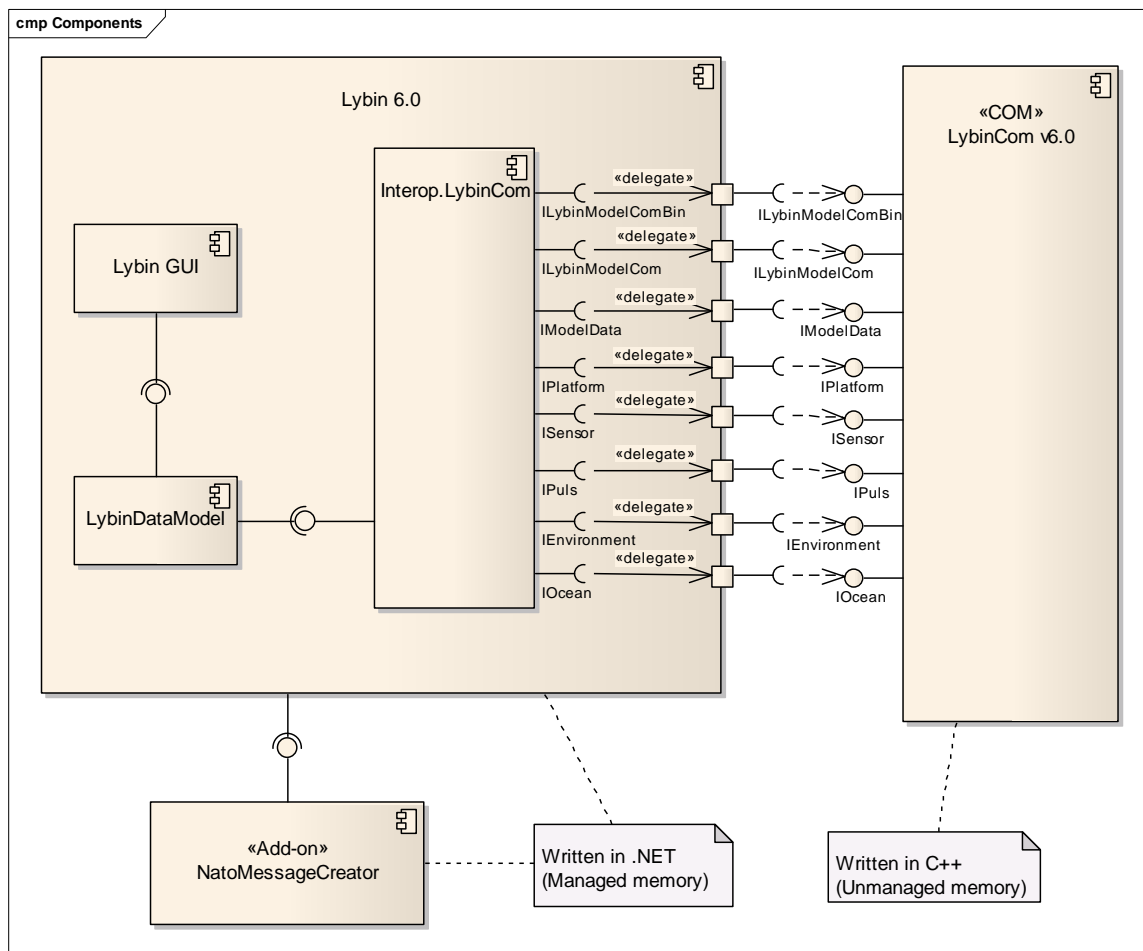 cmp Components
Lybin 6.0
«COM»
LybinCom v6.0
Interop.LybinCom
Lybin GUI
LybinDataModel
«delegate»
ILybinModelComBin
ILybinModelComBin
«delegate»
ILybinModelCom
ILybinModelCom
«delegate»
IModelData
IModelData
«delegate»
IPlatform
IPlatform
«delegate»
ISensor
ISensor
«delegate»
IPuls
IPuls
«delegate»
IEnvironment
IEnvironment
«delegate»
IOcean
IOcean
«Add-on»
NatoMessageCreator
Written in .NET
(Managed memory)
Written in C++
(Unmanaged memory)